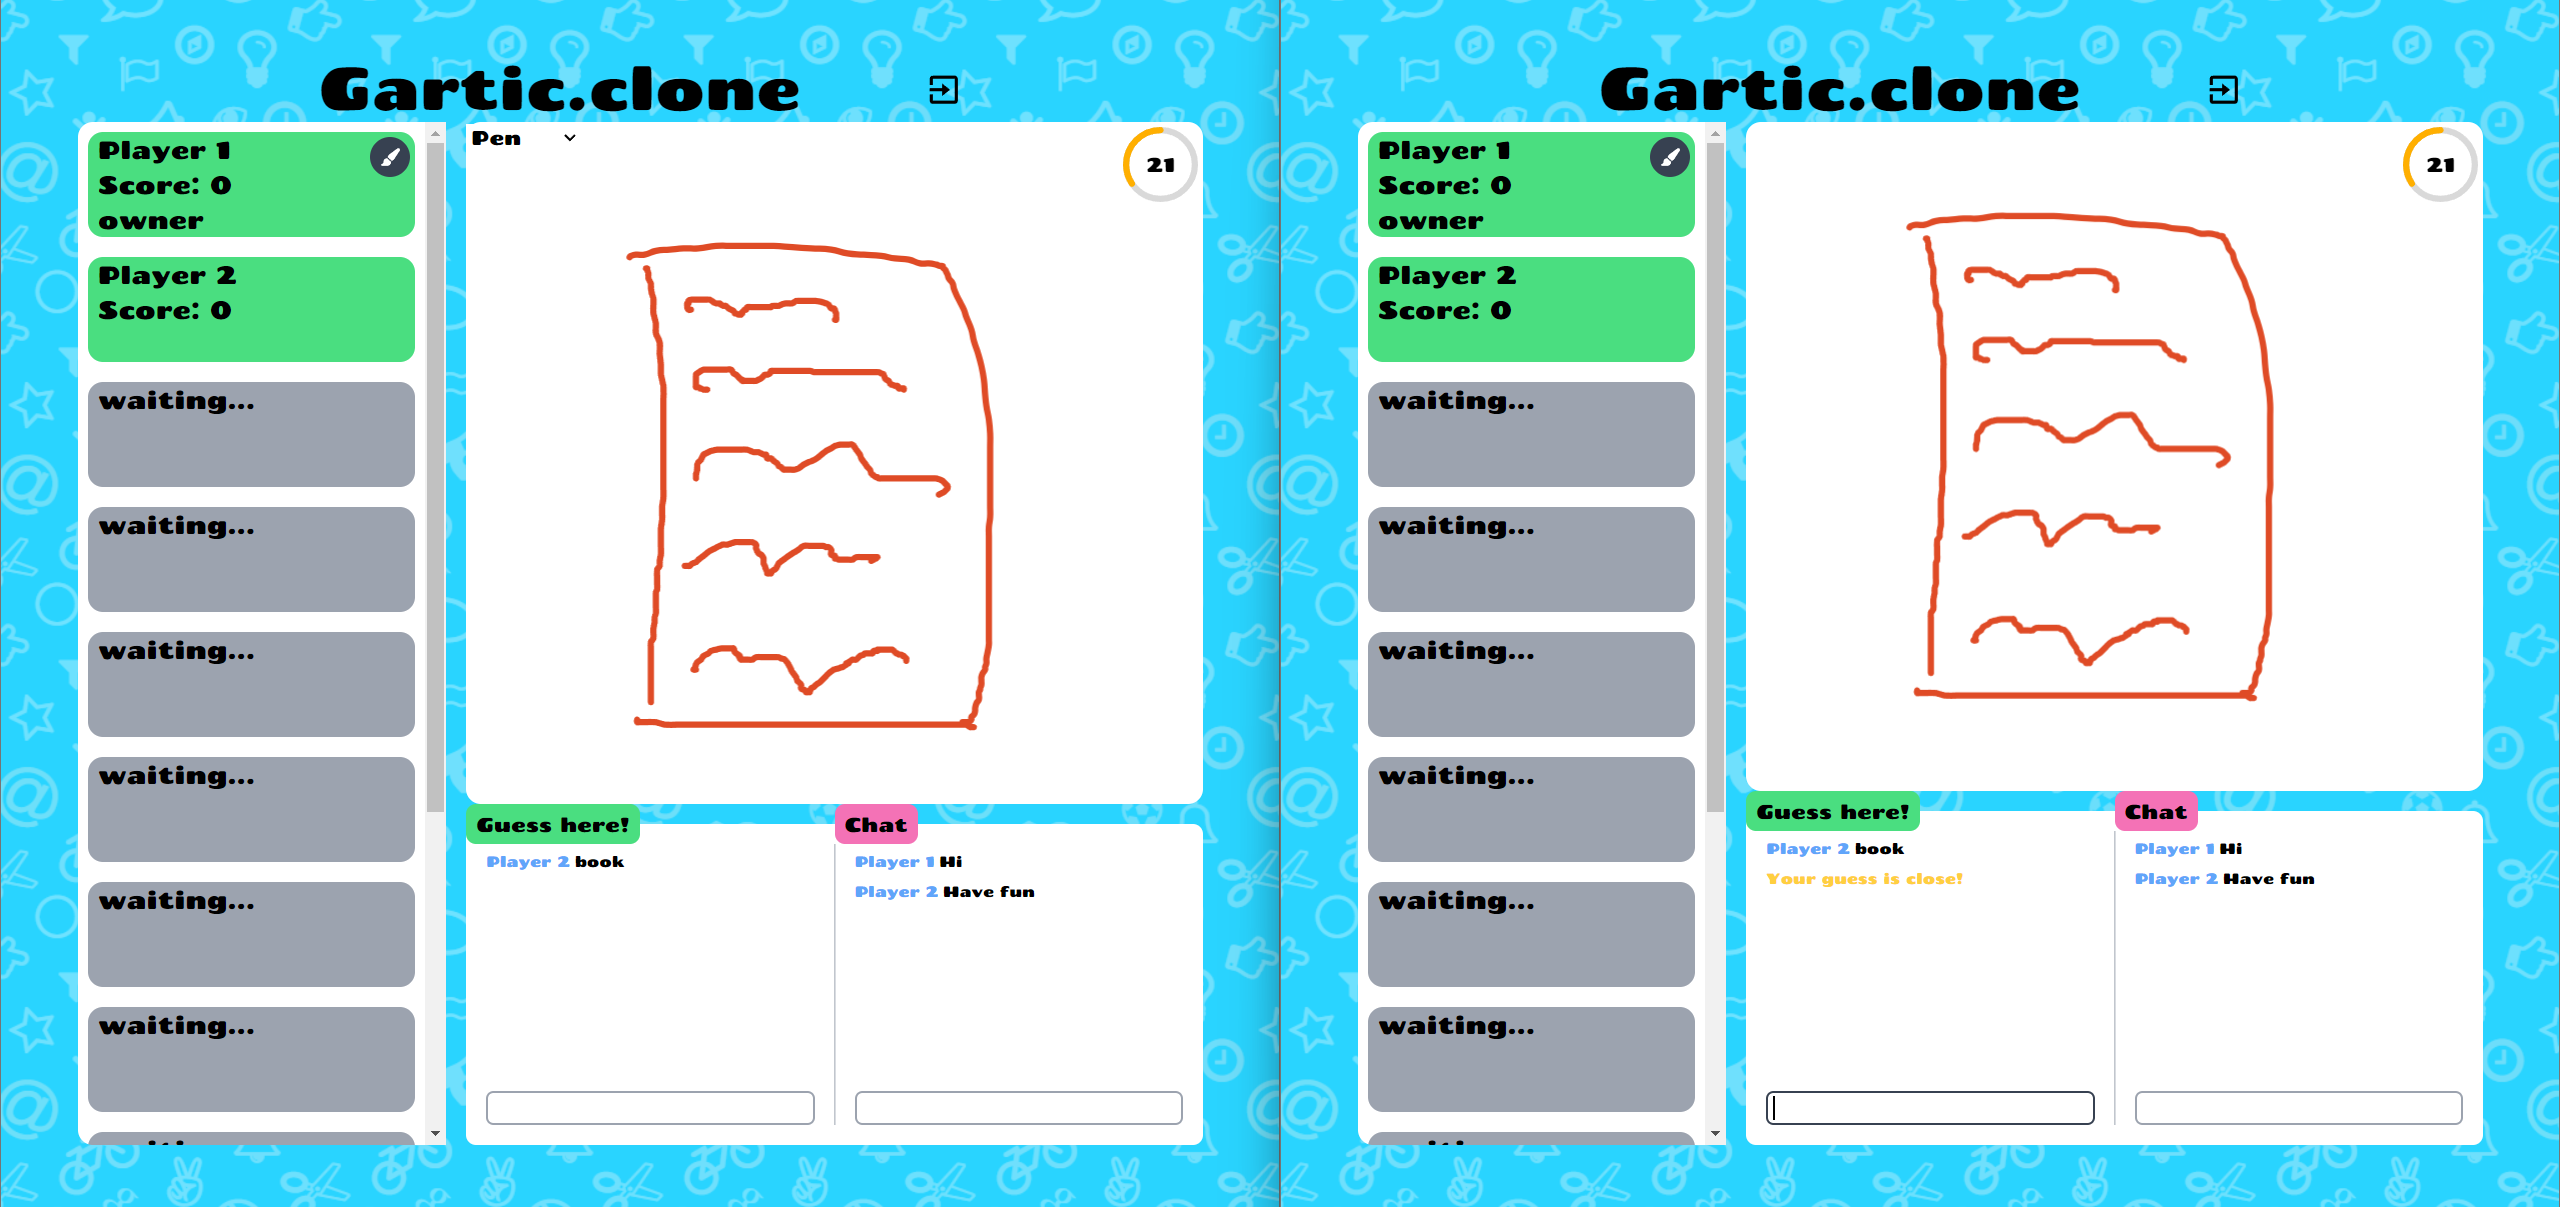 Gartic.clone
Player 1
Score: 0
owner
Player 2
Score: 0
waiting...
waiting...
waiting...
waiting...
waiting...
waiting...
Pen
21
Guess here!
Player 2 book
Chat
Player 1 Hi
Player 2 Have fun
Gartic.clone
Player 1
Score: 0
owner
Player 2
Score: 0
waiting...
waiting...
waiting...
waiting...
waiting...
waiting...
21
Guess here!
Player 2 book
Your guess is close!
Chat
Player 1 Hi
Player 2 Have fun